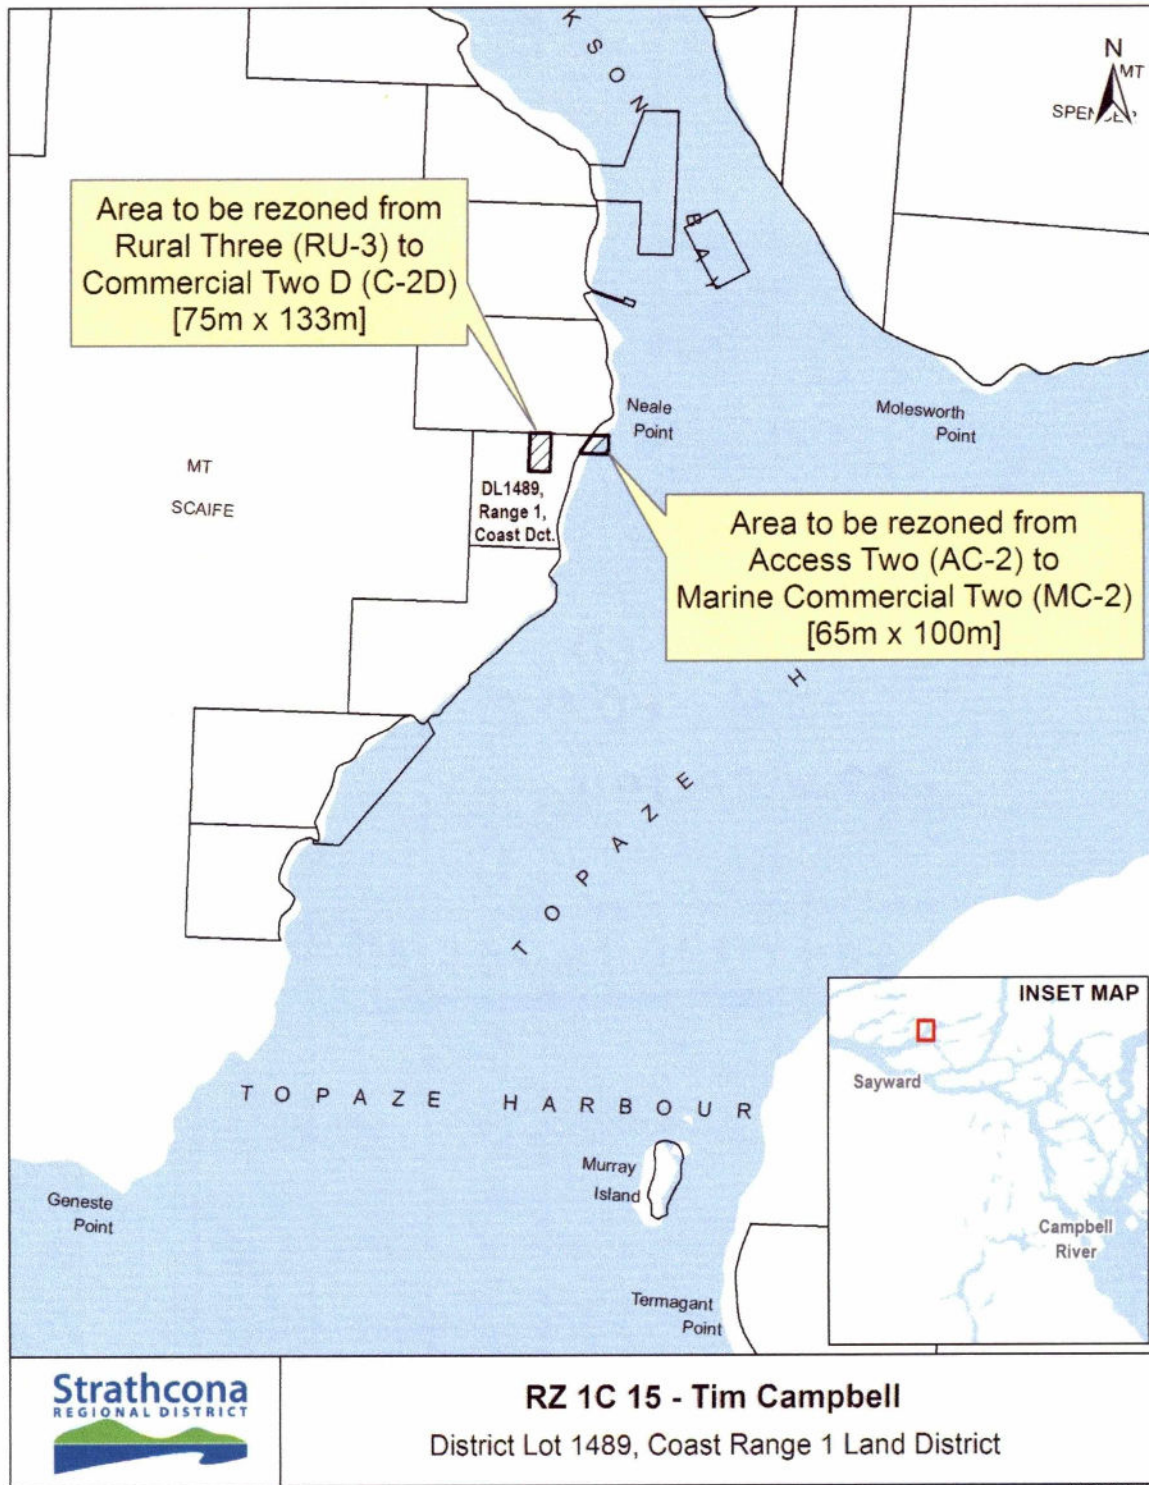 K S O N
N
MT
SPENCER
Area to be rezoned from
Rural Three (RU-3) to
Commercial Two D (C-2D)
[75m x 133m]
B A Y
Neale
Point
Molesworth
Point
MT
SCAIFE
DL1489,
Range 1,
Coast Dct.
Area to be rezoned from
Access Two (AC-2) to
Marine Commercial Two (MC-2)
[65m x 100m]
T O P A Z E H
INSET MAP
Sayward
Campbell
River
T O P A Z E H A R B O U R
Murray
Island
Geneste
Point
Termagant
Point
Strathcona
REGIONAL DISTRICT
RZ 1C 15 - Tim Campbell
District Lot 1489, Coast Range 1 Land District